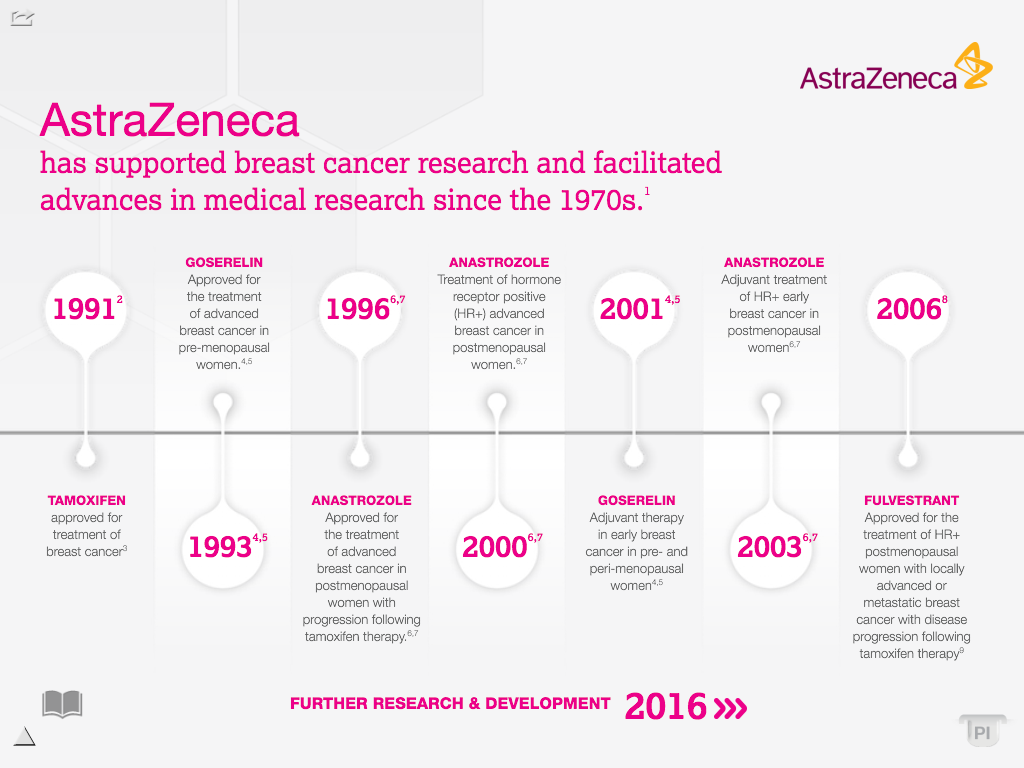 AstraZeneca
AstraZeneca
has supported breast cancer research and facilitated
advances in medical research since the 1970s.1
19912
TAMOXIFEN
approved for
treatment of
breast cancer3
GOSERELIN
Approved for
the treatment
of advanced
breast cancer in
pre-menopausal
women.4,5
19934,5
19966,7
ANASTROZOLE
Approved for
the treatment
of advanced
breast cancer in
postmenopausal
women with
progression following
tamoxifen therapy.6,7
ANASTROZOLE
Treatment of hormone
receptor positive
(HR+) advanced
breast cancer in
postmenopausal
women.6,7
20006,7
20014,5
GOSERELIN
Adjuvant therapy
in early breast
cancer in pre- and
peri-menopausal
women4,5
ANASTROZOLE
Adjuvant treatment
of HR+ early
breast cancer in
postmenopausal
women6,7
20036,7
20068
FULVESTRANT
Approved for the
treatment of HR+
postmenopausal
women with locally
advanced or
metastatic breast
cancer with disease
progression following
tamoxifen therapy9
FURTHER RESEARCH & DEVELOPMENT 2016
PI